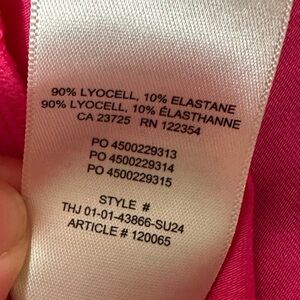 90% LYOCELL, 10% ELASTANE
90% LYOCELL, 10% ÉLASTHANNE
CA 23725 RN 122354
PO 4500229313
PO 4500229314
PO 4500229315
STYLE #
THJ 01-01-43866-SU24
ARTICLE # 120065